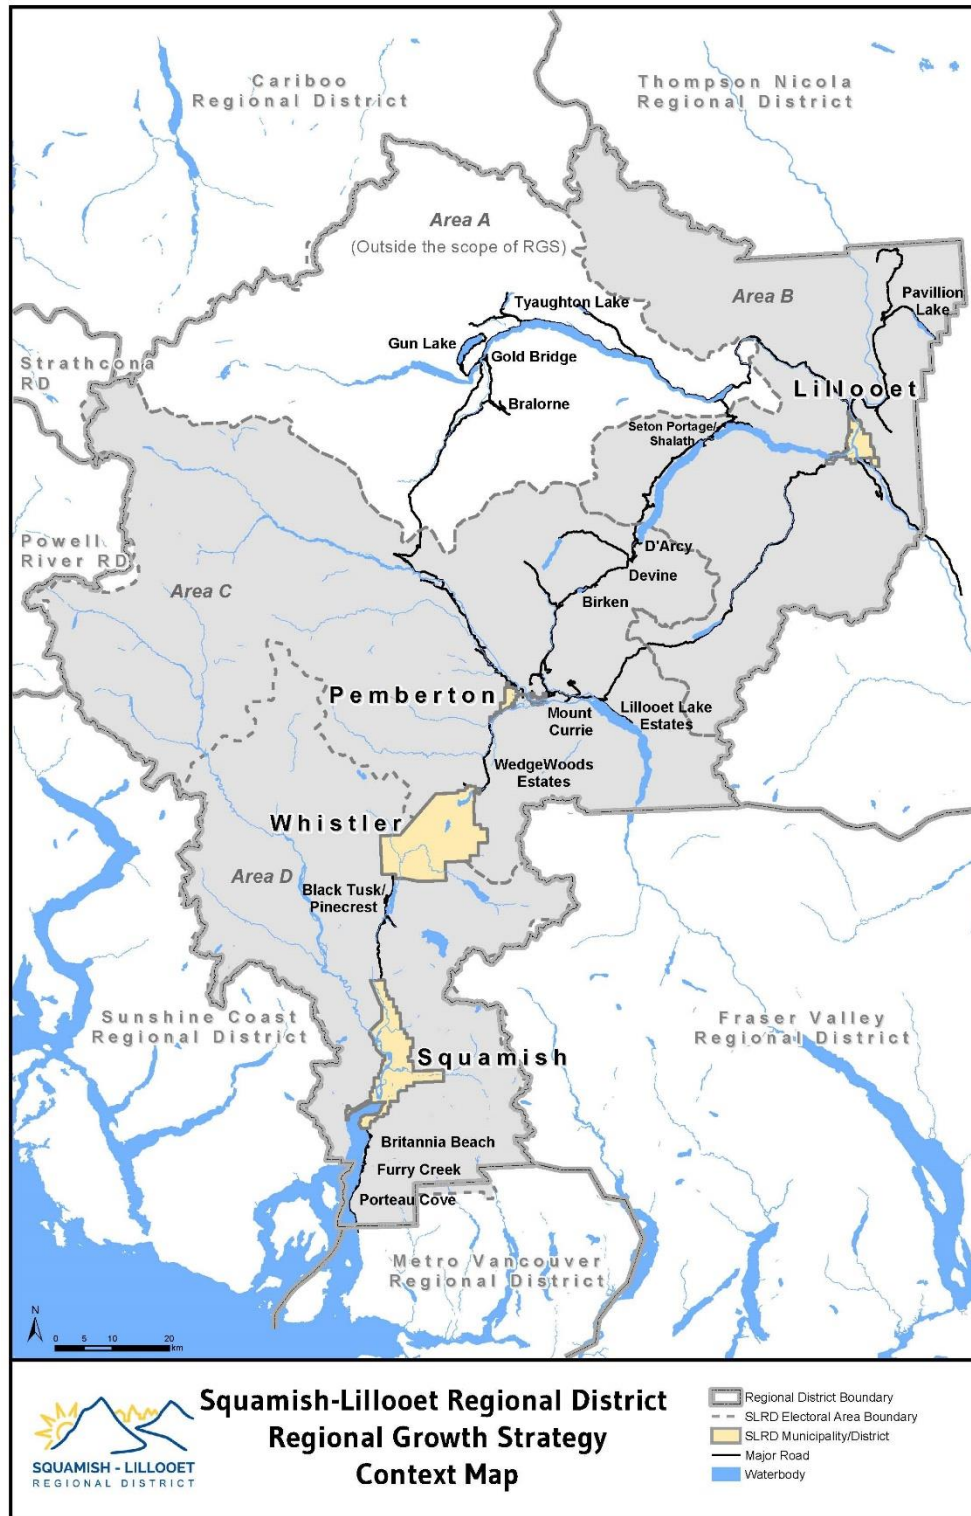 Cariboo
Regional District
Thompson Nicola
Regional District
Area A
(Outside the scope of RGS)
Area B
Pavillion
Lake
Tyaughton Lake
Gun Lake
Gold Bridge
Strathcona
RD
Lillooet
Bralorne
Seton Portage/
Shalath
Powell
River RD
D'Arcy
Devine
Area C
Birken
Pemberton
Mount
Currie
Lillooet Lake
Estates
WedgeWoods
Estates
Whistler
Area D
Black Tusk/
Pinecrest
Sunshine Coast
Regional District
Fraser Valley
Regional District
Squamish
Britannia Beach
Furry Creek
Porteau Cove
Metro Vancouver
Regional District
N
0 5 10 20
km
SQUAMISH - LILLOOET
REGIONAL DISTRICT
Squamish-Lillooet Regional District
Regional Growth Strategy
Context Map
Regional District Boundary
SLRD Electoral Area Boundary
SLRD Municipality/District
Major Road
Waterbody